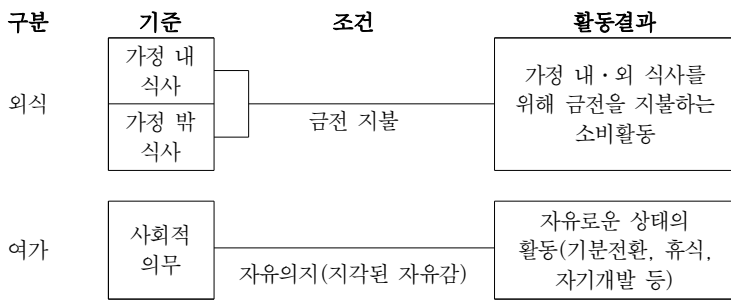 구분 기준 조건 활동결과
외식
가정 내
식사
가정 밖
식사
금전 지불
가정 내·외 식사를
위해 금전을 지불하는
소비활동
여가
사회적
의무
자유의지(지각된 자유감)
자유로운 상태의
활동(기분전환, 휴식,
자기개발 등)